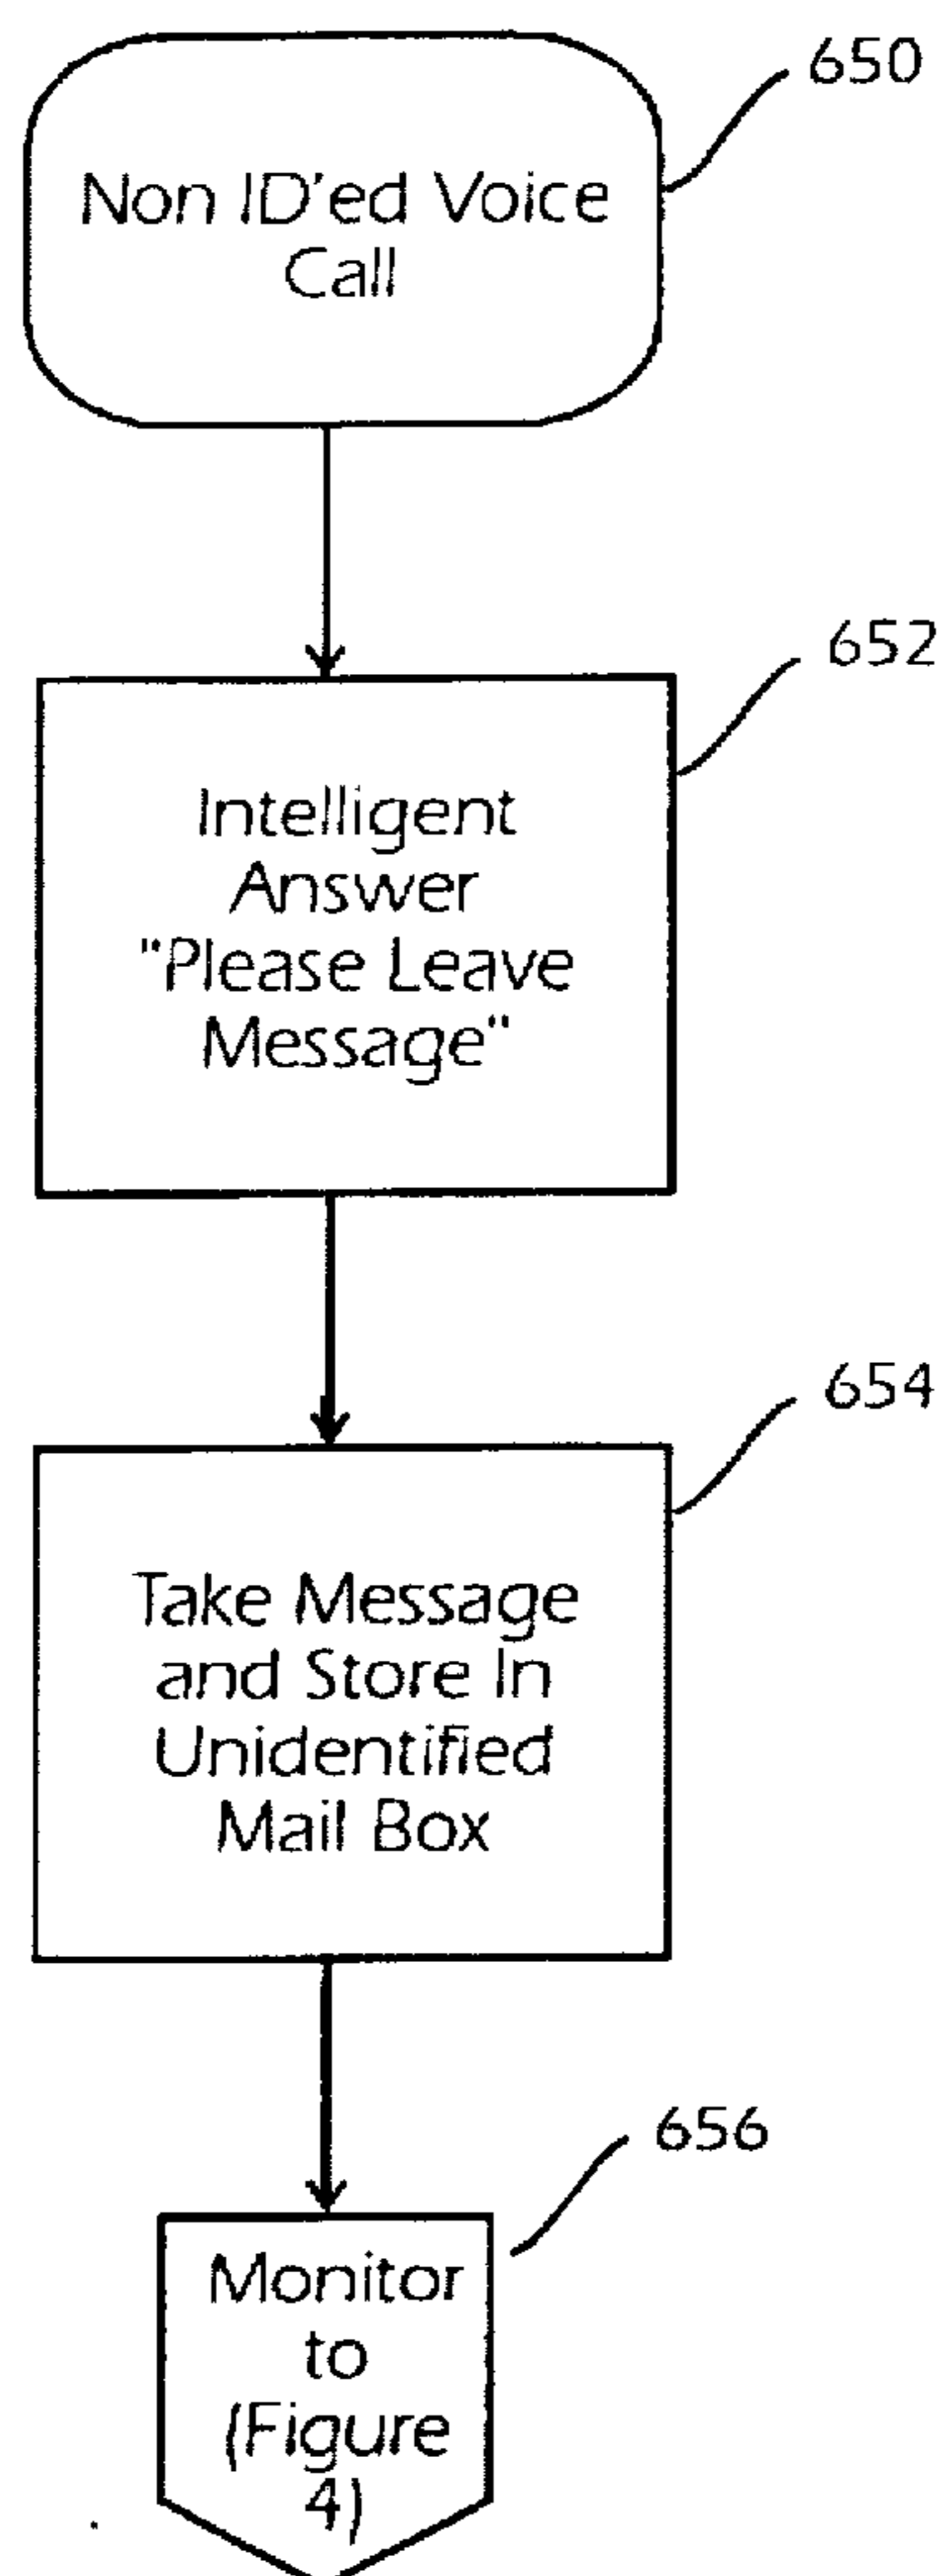 650
Non ID'ed Voice
Call
652
Intelligent
Answer
"Please Leave
Message"
654
Take Message
and Store In
Unidentified
Mail Box
656
Monitor
to
(Figure
4)